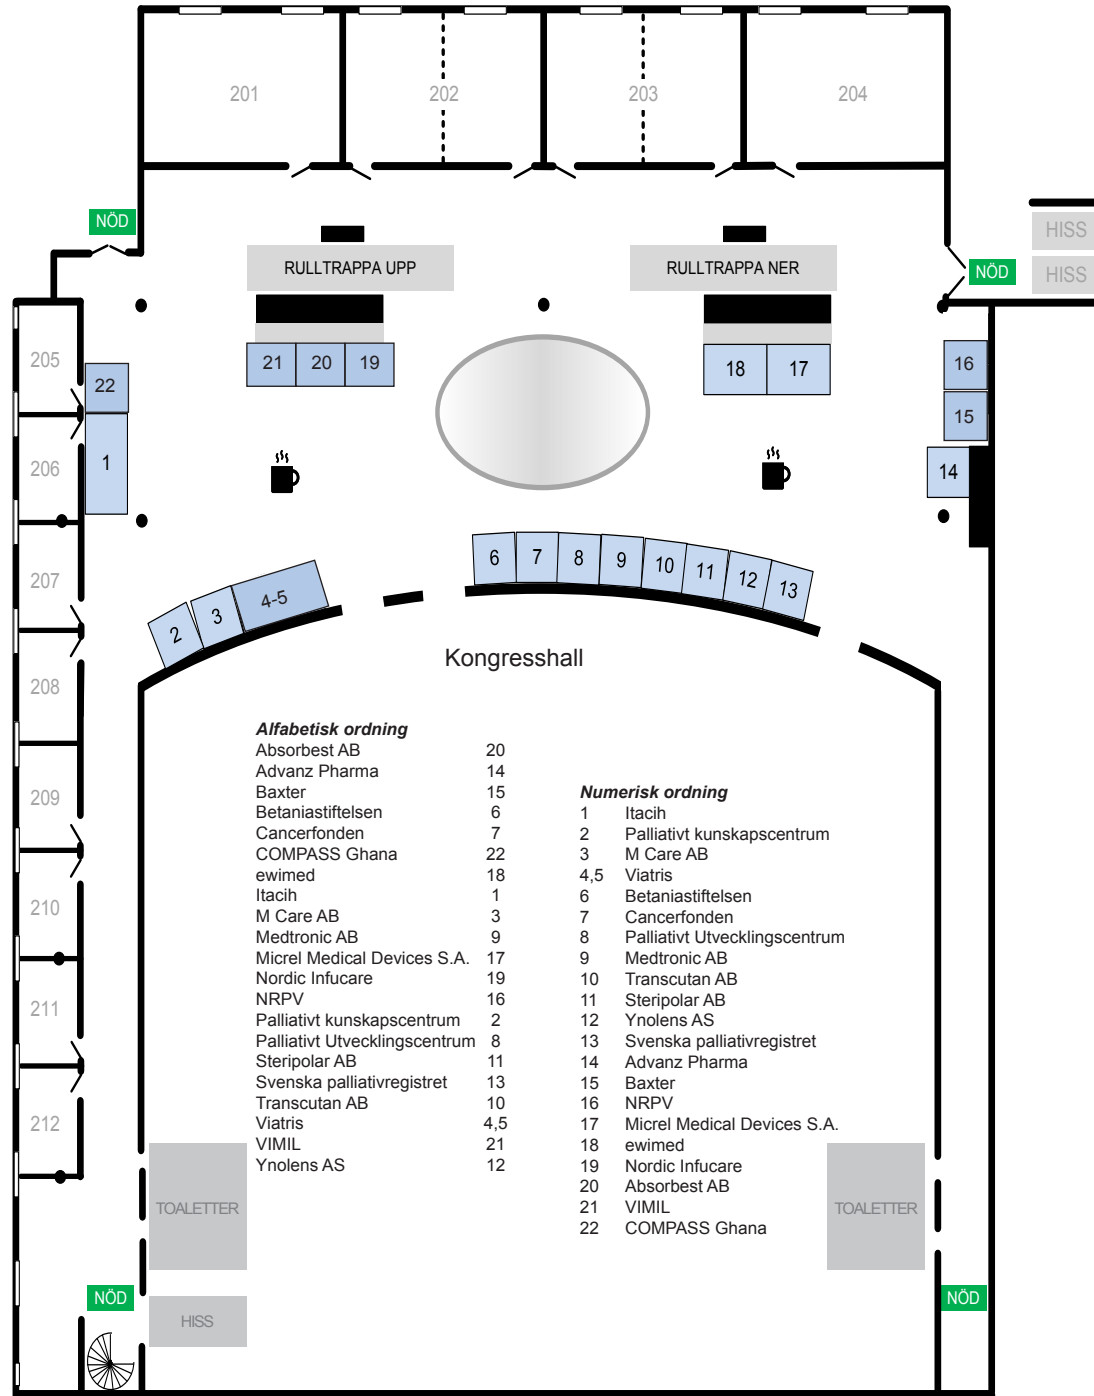 201
202
203
204
NÖD
HISS
RULLTRAPPA UPP
RULLTRAPPA NER
NÖD
HISS
205
21
20
19
18
17
16
22
15
206
1
14
207
6
7
8
9
10
11
12
13
2
3
4-5
208
Kongresshall
209
210
211
212
Alfabetisk ordning
Absorbest AB 20
Advanz Pharma 14
Baxter 15
Betaniastiftelsen 6
Cancerfonden 7
COMPASS Ghana 22
ewimed 18
Itacih 1
M Care AB 3
Medtronic AB 9
Micrel Medical Devices S.A. 17
Nordic Infucare 19
NRPV 16
Palliativt kunskapscentrum 2
Palliativt Utvecklingscentrum 8
Steripolar AB 11
Svenska palliativregistret 13
Transcutan AB 10
Viatris 4,5
VIMIL 21
Ynolens AS 12
Numerisk ordning
1 Itacih
2 Palliativt kunskapscentrum
3 M Care AB
4,5 Viatris
6 Betaniastiftelsen
7 Cancerfonden
8 Palliativt Utvecklingscentrum
9 Medtronic AB
10 Transcutan AB
11 Steripolar AB
12 Ynolens AS
13 Svenska palliativregistret
14 Advanz Pharma
15 Baxter
16 NRPV
17 Micrel Medical Devices S.A.
18 ewimed
19 Nordic Infucare
20 Absorbest AB
21 VIMIL
22 COMPASS Ghana
TOALETTER
TOALETTER
NÖD
HISS
NÖD